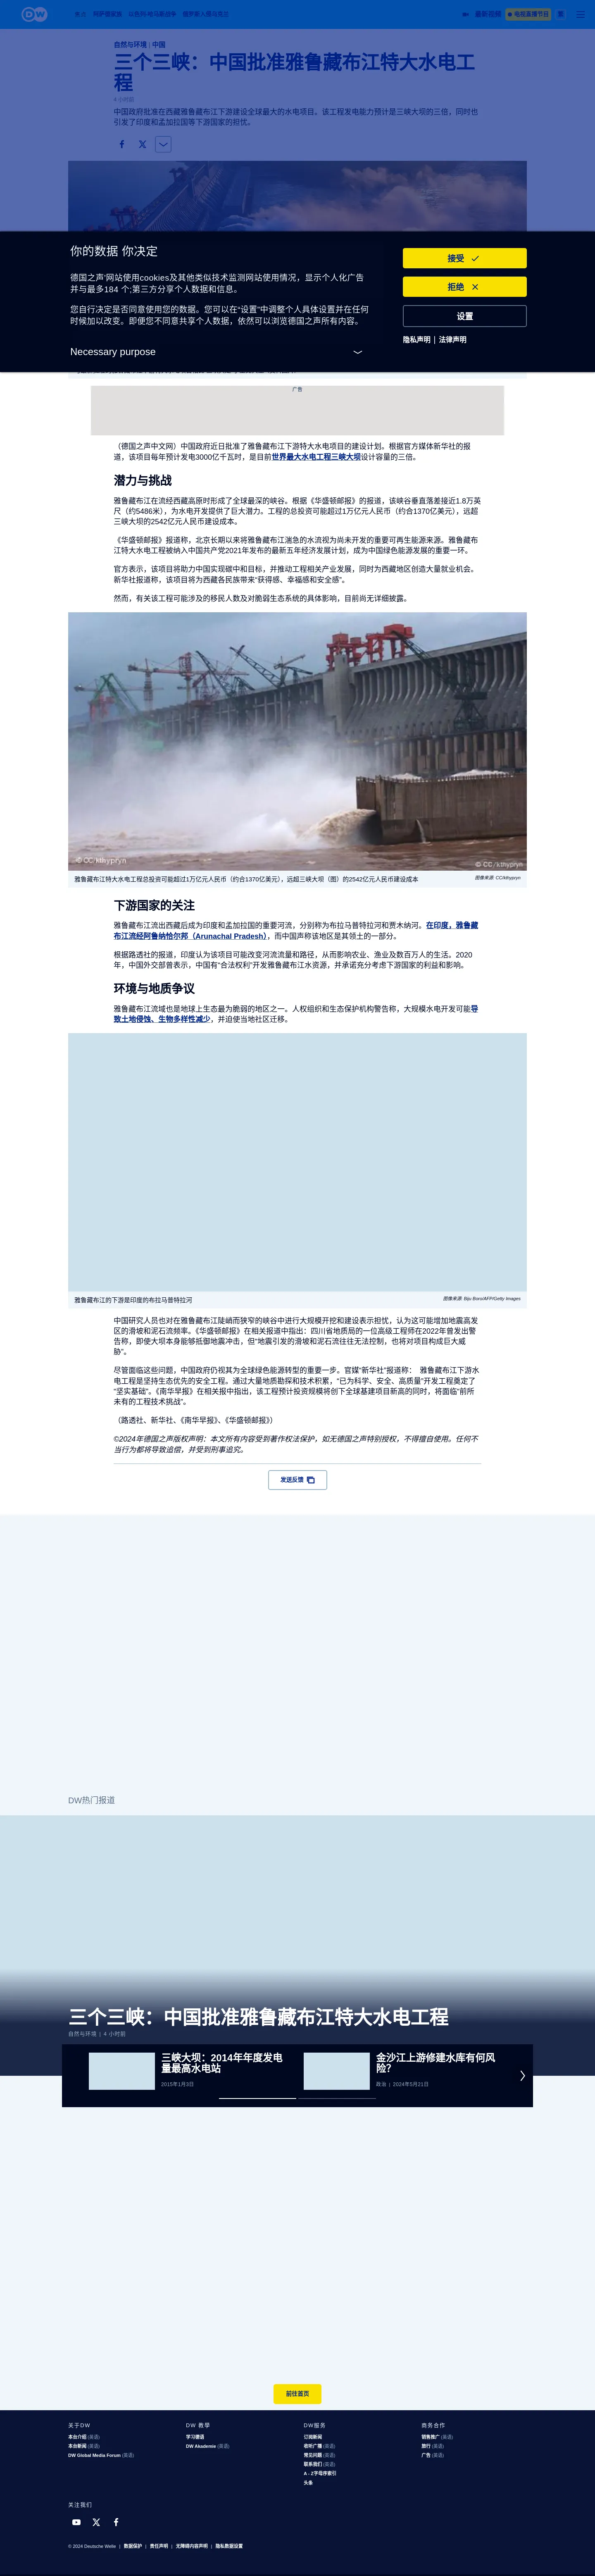 DW
最新视频
电视直播节目
自然与环境 | 中国
三个三峡：中国批准雅鲁藏布江特大水电工
程
4 小时前
中国政府批准在西藏雅鲁藏布江下游建设全球最大的水电项目。该工程发电能力预计是三峡大坝的三倍，同时也
引发了印度和孟加拉国等下游国家的担忧。
你的数据 你决定
德国之声'网站使用cookies及其他类似技术监测网站使用情况，显示个人化广告
并与最多184 个;第三方分享个人数据和信息。
您自行决定是否同意使用您的数据。您可以在"设置"中调整个人具体设置并在任何
时候加以改变。即便您不同意共享个人数据，依然可以浏览德国之声所有内容。
Necessary purpose
接受
拒绝
设置
隐私声明 | 法律声明
广告
（德国之声中文网）中国政府近日批准了雅鲁藏布江下游特大水电项目的建设计划。根据官方媒体新华社的报
道，该项目每年预计发电3000亿千瓦时，是目前世界最大水电工程三峡大坝设计容量的三倍。
潜力与挑战
雅鲁藏布江在流经西藏高原时形成了全球最深的峡谷。根据《华盛顿邮报》的报道，该峡谷垂直落差接近1.8万英
尺（约5486米），为水电开发提供了巨大潜力。工程的总投资可能超过1万亿元人民币（约合1370亿美元），远超
三峡大坝的2542亿元人民币建设成本。
《华盛顿邮报》报道称，北京长期以来将雅鲁藏布江湍急的水流视为尚未开发的重要可再生能源来源。雅鲁藏布
江特大水电工程被纳入中国共产党2021年发布的最新五年经济发展计划，成为中国绿色能源发展的重要一环。
官方表示，该项目将助力中国实现碳中和目标，并推动工程相关产业发展，同时为西藏地区创造大量就业机会。
新华社报道称，该项目将为西藏各民族带来"获得感、幸福感和安全感"。
然而，有关该工程可能涉及的移民人数及对脆弱生态系统的具体影响，目前尚无详细披露。
© CC/kthypryn
© CC/kthypryn
雅鲁藏布江特大水电工程总投资可能超过1万亿元人民币（约合1370亿美元），远超三峡大坝（图）的2542亿元人民币建设成本
图像来源: CC/kthypryn
下游国家的关注
雅鲁藏布江流出西藏后成为印度和孟加拉国的重要河流，分别称为布拉马普特拉河和贾木纳河。在印度，雅鲁藏
布江流经阿鲁纳恰尔邦（Arunachal Pradesh），而中国声称该地区是其领土的一部分。
根据路透社的报道，印度认为该项目可能改变河流流量和路径，从而影响农业、渔业及数百万人的生活。2020
年，中国外交部曾表示，中国有"合法权利"开发雅鲁藏布江水资源，并承诺充分考虑下游国家的利益和影响。
环境与地质争议
雅鲁藏布江流域也是地球上生态最为脆弱的地区之一。人权组织和生态保护机构警告称，大规模水电开发可能导
致土地侵蚀、生物多样性减少，并迫使当地社区迁移。
雅鲁藏布江的下游是印度的布拉马普特拉河
图像来源: Biju Boro/AFP/Getty Images
中国研究人员也对在雅鲁藏布江陡峭而狭窄的峡谷中进行大规模开挖和建设表示担忧，认为这可能增加地震高发
区的滑坡和泥石流频率。《华盛顿邮报》在相关报道中指出：四川省地质局的一位高级工程师在2022年曾发出警
告称，即使大坝本身能够抵御地震冲击，但"地震引发的滑坡和泥石流往往无法控制，也将对项目构成巨大威
胁"。
尽管面临这些问题，中国政府仍视其为全球绿色能源转型的重要一步。官媒"新华社"报道称： 雅鲁藏布江下游水
电工程是坚持生态优先的安全工程。通过大量地质勘探和技术积累，"已为科学、安全、高质量"开发工程奠定了
"坚实基础"。《南华早报》在相关报中指出，该工程预计投资规模将创下全球基建项目新高的同时，将面临"前所
未有的工程技术挑战"。
（路透社、新华社、《南华早报》、《华盛顿邮报》）
©2024年德国之声版权声明：本文所有内容受到著作权法保护，如无德国之声特别授权，不得擅自使用。任何不
当行为都将导致追偿，并受到刑事追究。
发送反馈
DW热门报道
三个三峡：中国批准雅鲁藏布江特大水电工程
自然与环境 | 4 小时前
三峡大坝：2014年年度发电
量最高水电站
2015年1月3日
金沙江上游修建水库有何风
险？
政治 | 2024年5月21日
前往首页
关于DW
本台介绍 (英语)
本台新闻 (英语)
DW Global Media Forum (英语)
DW 教学
学习德语
DW Akademie (英语)
DW服务
订阅新闻
收听广播 (英语)
常见问题 (英语)
联系我们 (英语)
A - Z字母序索引
头条
商务合作
销售推广 (英语)
旅行 (英语)
广告 (英语)
关注我们
© 2024 Deutsche Welle | 数据保护 | 责任声明 | 无障碍内容声明 | 隐私数据设置